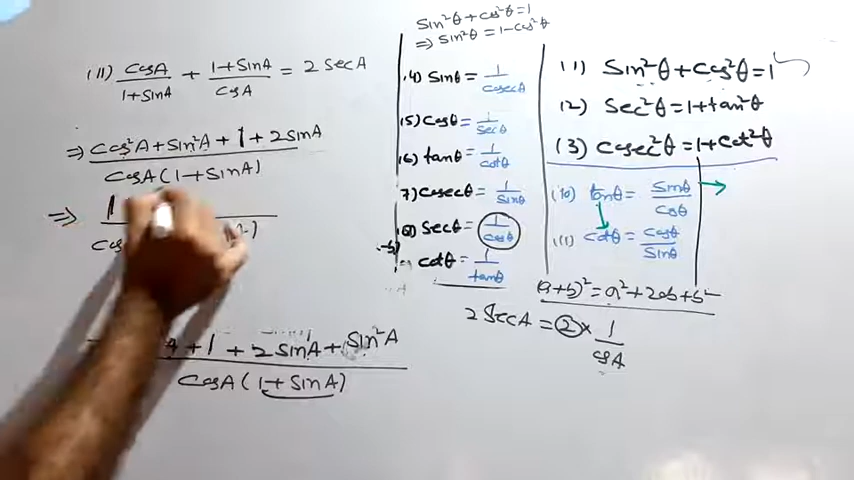 (11) CosA/(1+SinA) + (1+SinA)/CosA = 2 SecA
⇒ (Cos²A + Sin²A + 1 + 2SinA)/(CosA(1+SinA))
⇒ 1
+ 1 + 2 SinA + Sin²A
CosA (1 + SinA)
Sin²θ + Cos²θ = 1
⇒ Sin²θ = 1 - Cos²θ
(4) Sinθ = 1/Cosecθ
(5) Cosθ = 1/Secθ
(6) tanθ = 1/Cotθ
7) Cosecθ = 1/Sinθ
(8) Secθ = 1/Cosθ
Cotθ = 1/tanθ
(1) Sin²θ + Cos²θ = 1
(2) Sec²θ = 1 + tan²θ
(3) Cosec²θ = 1 + Cot²θ
(10) tanθ = Sinθ/Cosθ →
(11) Cotθ = Cosθ/Sinθ
(a+b)² = a² + 2ab + b²
2 SecA = 2 × 1/CosA